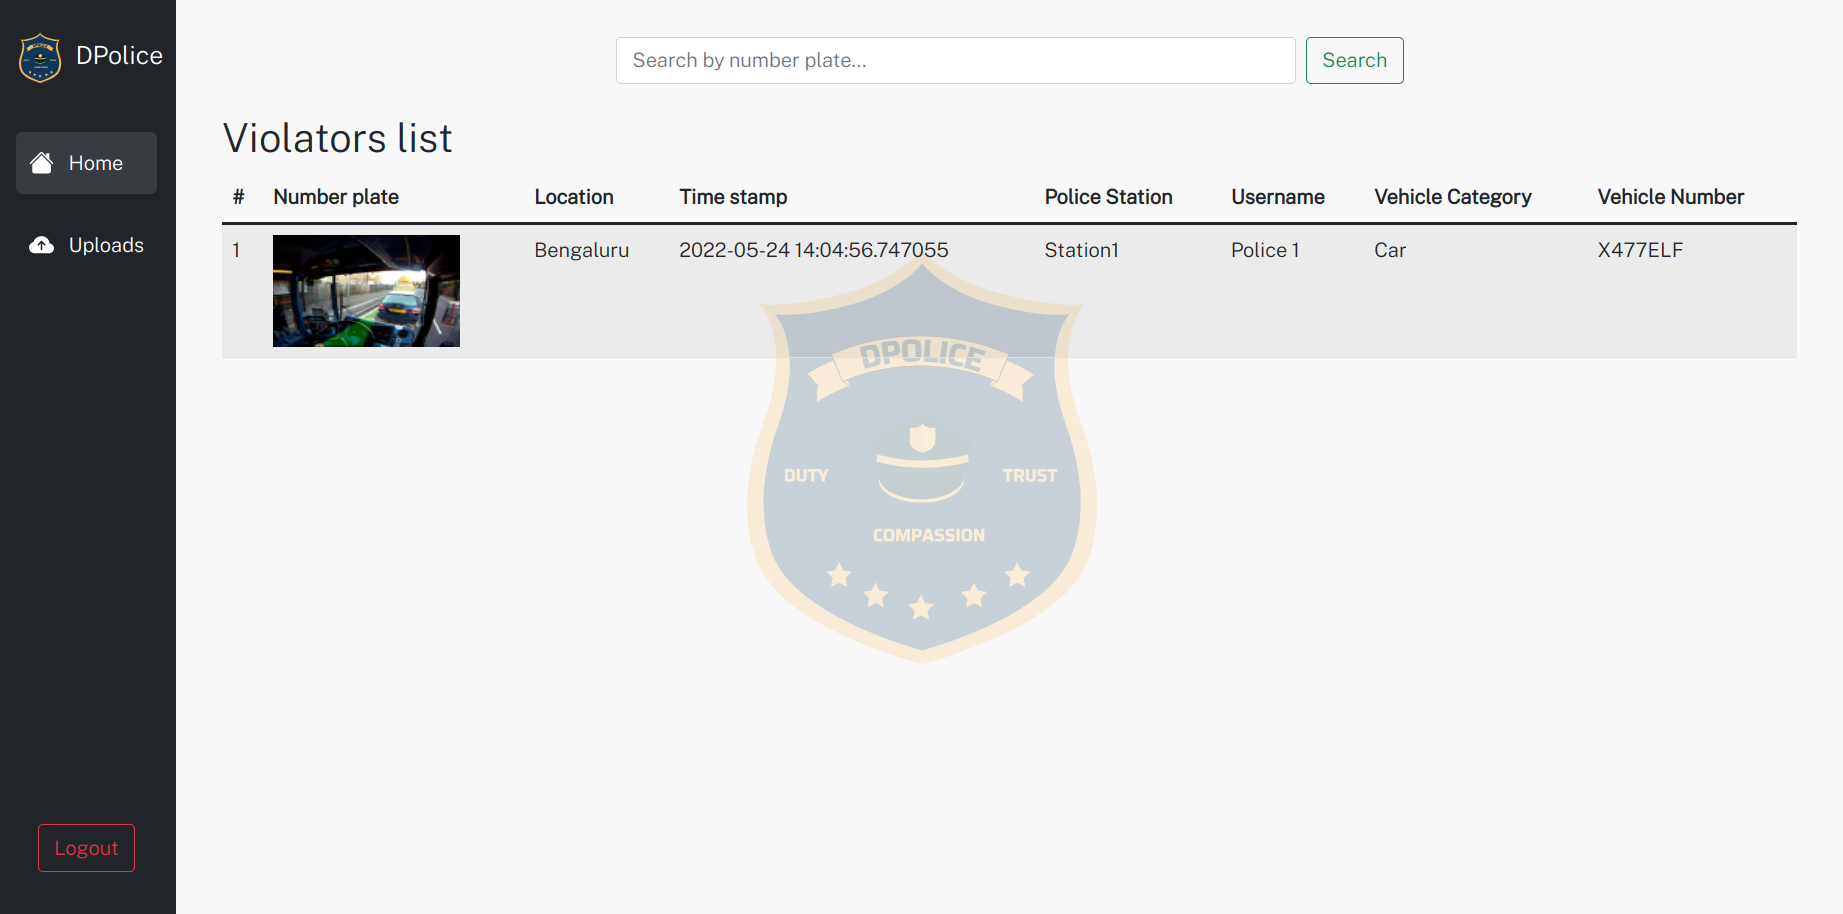 DPolice
Home
Uploads
Logout
Search by number plate...
Search
Violators list
# Number plate Location Time stamp Police Station Username Vehicle Category Vehicle Number
1 Bengaluru 2022-05-24 14:04:56.747055 Station1 Police 1 Car X477ELF
DPOLICE
DUTY TRUST
COMPASSION